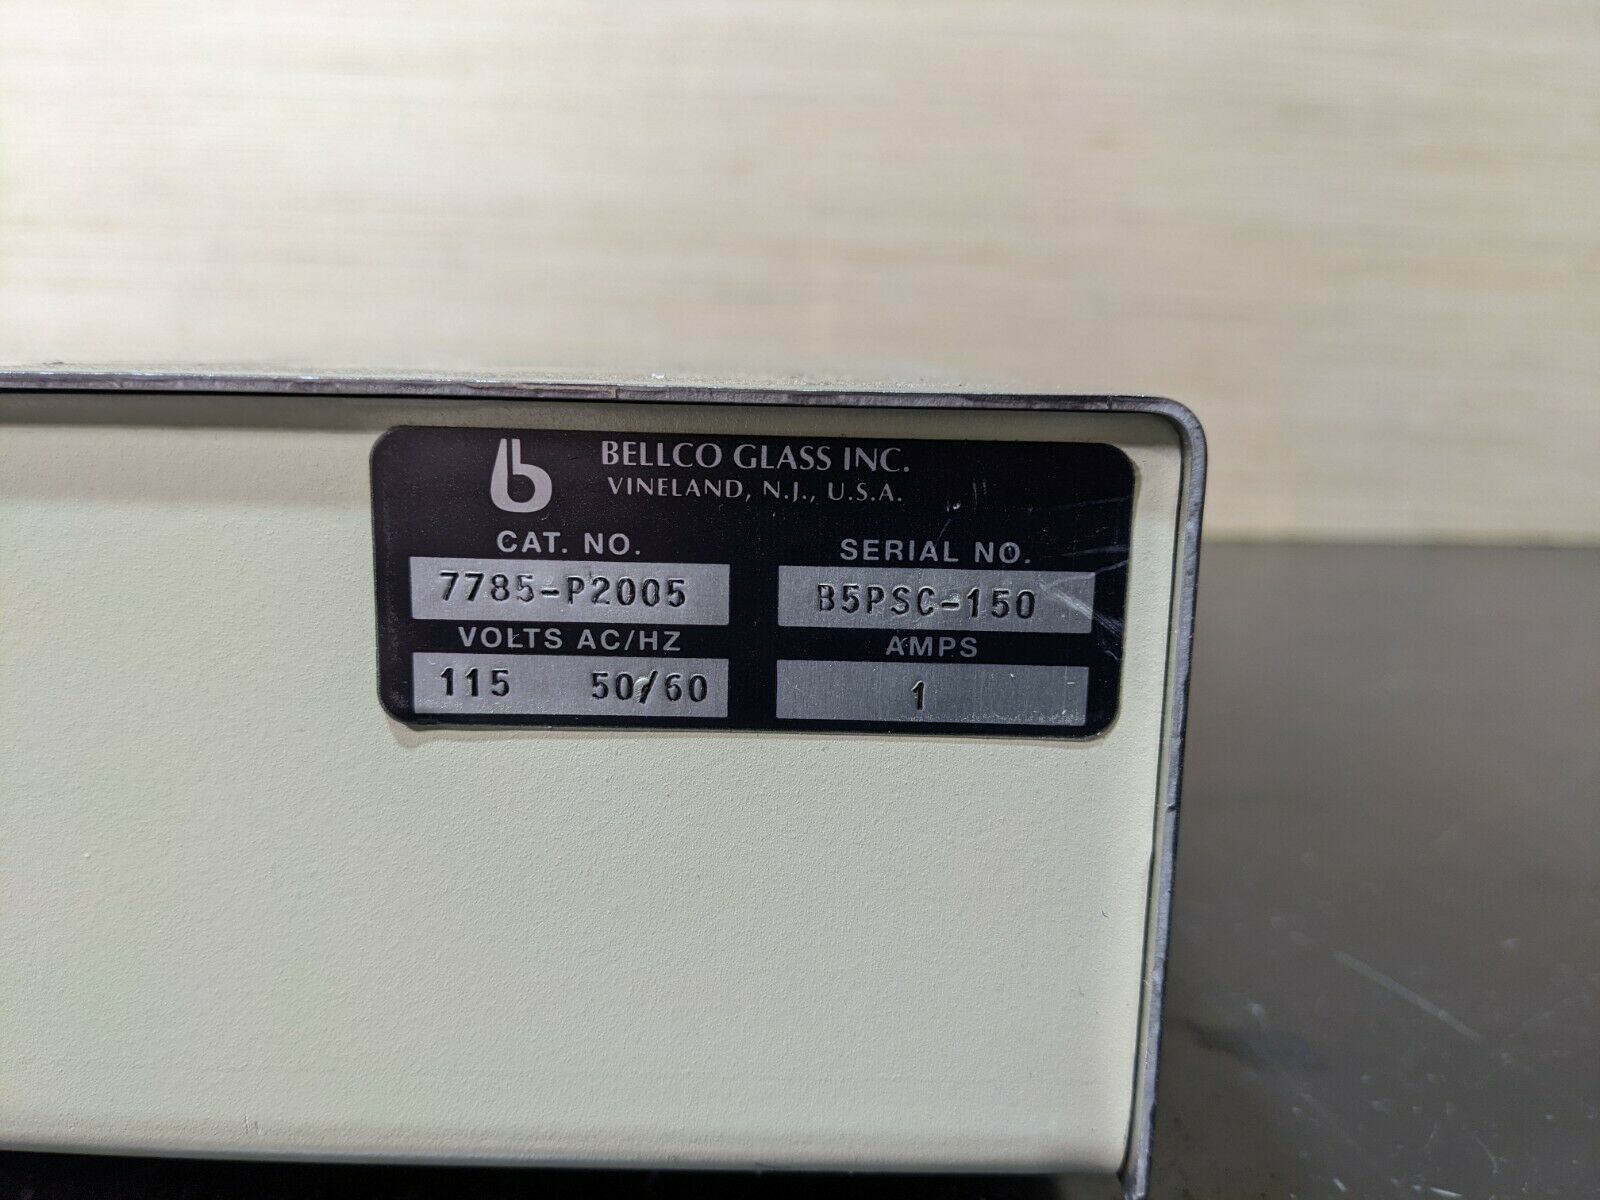 b
BELLCO GLASS INC.
VINELAND, N.J., U.S.A.
CAT. NO.
7785-P2005
SERIAL NO.
B5PSC-150
VOLTS AC/HZ
115 50/60
AMPS
1